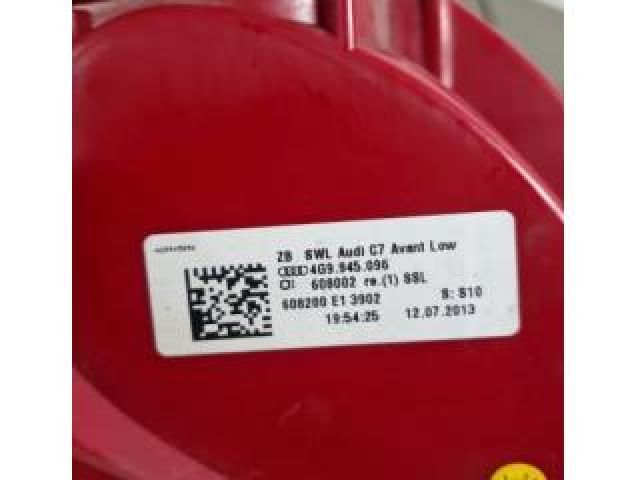 ZB SWL Audi C7 Avant Low
4G9.945.096
608002 re.(1) SSL
608200 E1 3902 S: S10
19:54:25 12.07.2013